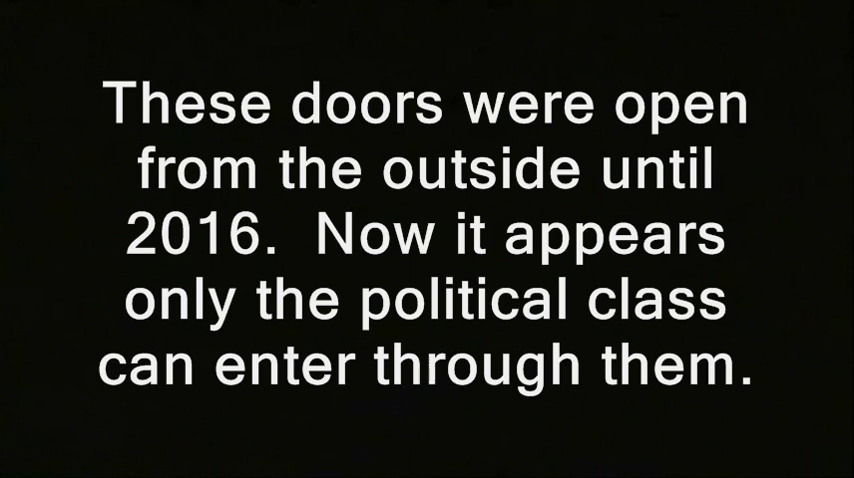 These doors were open
from the outside until
2016.  Now it appears
only the political class
can enter through them.